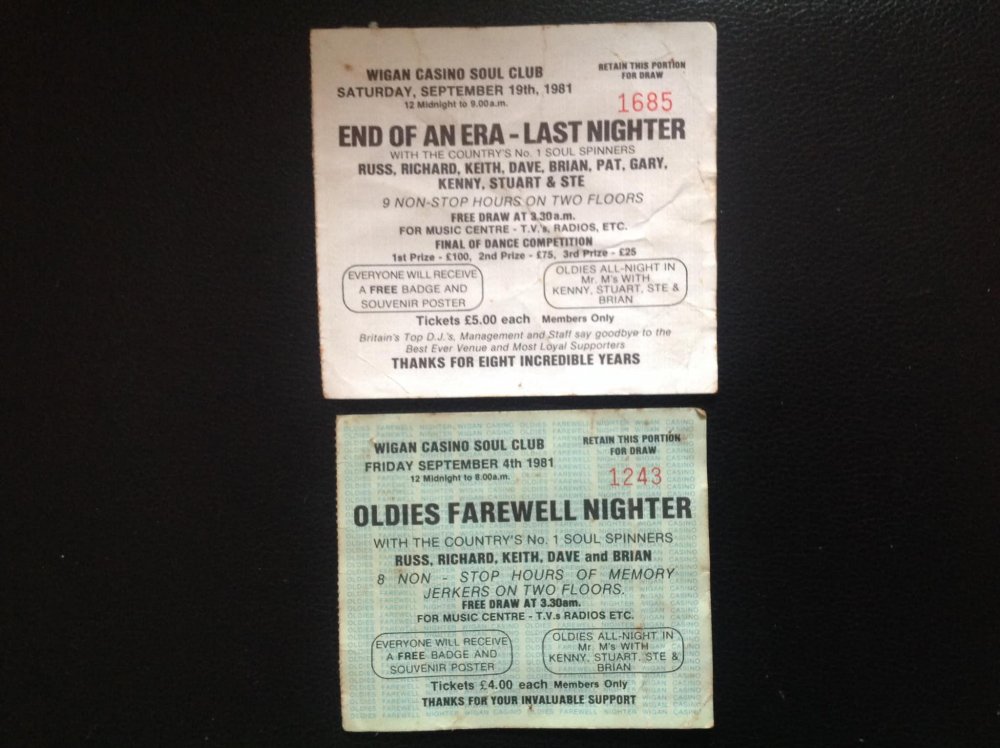 WIGAN CASINO SOUL CLUB
SATURDAY, SEPTEMBER 19th, 1981
12 Midnight to 9.00a.m.
RETAIN THIS PORTION
FOR DRAW
1685
END OF AN ERA - LAST NIGHTER
WITH THE COUNTRY'S No. 1 SOUL SPINNERS
RUSS, RICHARD, KEITH, DAVE, BRIAN, PAT, GARY,
KENNY, STUART & STE
9 NON-STOP HOURS ON TWO FLOORS
FREE DRAW AT 3.30a.m.
FOR MUSIC CENTRE - T.V.'s, RADIOS, ETC.
FINAL OF DANCE COMPETITION
1st Prize - £100, 2nd Prize - £75, 3rd Prize - £25
EVERYONE WILL RECEIVE
A FREE BADGE AND
SOUVENIR POSTER
OLDIES ALL-NIGHT IN
Mr. M's WITH
KENNY, STUART, STE &
BRIAN
Tickets £5.00 each Members Only
Britain's Top D.J.'s, Management and Staff say goodbye to the
Best Ever Venue and Most Loyal Supporters
THANKS FOR EIGHT INCREDIBLE YEARS
WIGAN CASINO SOUL CLUB
FRIDAY SEPTEMBER 4th 1981
12 Midnight to 8.00a.m.
RETAIN THIS PORTION
FOR DRAW
1243
OLDIES FAREWELL NIGHTER
WITH THE COUNTRY'S No. 1 SOUL SPINNERS
RUSS, RICHARD, KEITH, DAVE and BRIAN
8 NON - STOP HOURS OF MEMORY
JERKERS ON TWO FLOORS.
FREE DRAW AT 3.30am.
FOR MUSIC CENTRE - T.V.s RADIOS ETC.
EVERYONE WILL RECEIVE
A FREE BADGE AND
SOUVENIR POSTER
OLDIES ALL-NIGHT IN
Mr. M's WITH
KENNY, STUART, STE &
BRIAN
Tickets £4.00 each Members Only
THANKS FOR YOUR INVALUABLE SUPPORT